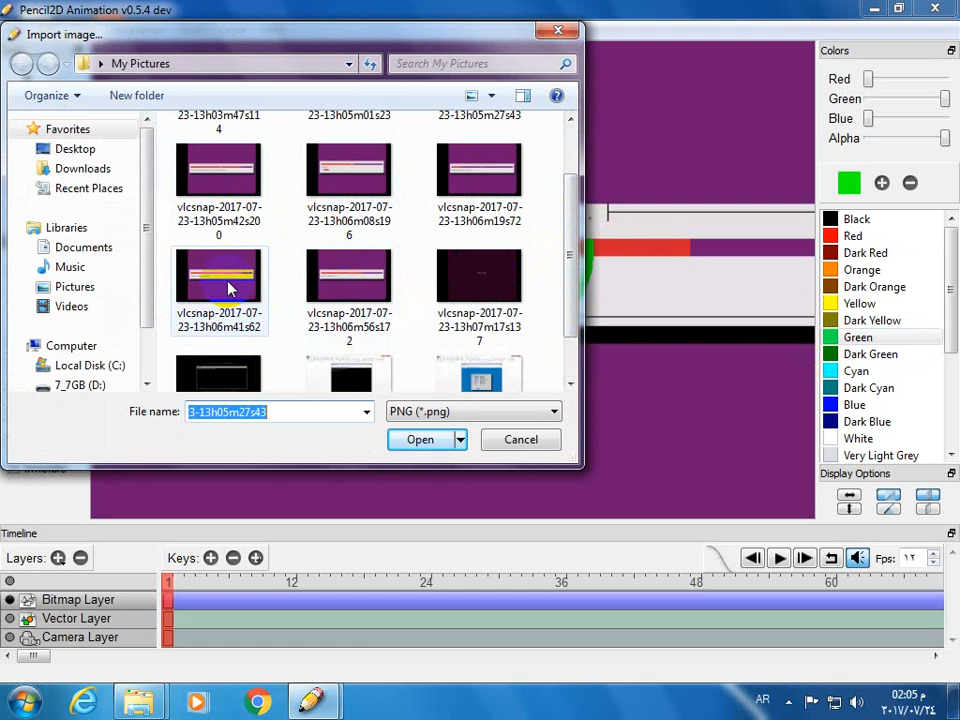 Pencil2D Animation v0.5.4 dev
Import image...
My Pictures
Search My Pictures
Organize
New folder
Favorites
Desktop
Downloads
Recent Places
Libraries
Documents
Music
Pictures
Videos
Computer
Local Disk (C:)
7_7GB (D:)
23-13h03m47s11
4
23-13h05m01s23
23-13h05m27s43
vlcsnap-2017-07-
23-13h05m42s20
0
vlcsnap-2017-07-
23-13h06m08s19
6
vlcsnap-2017-07-
23-13h06m19s72
vlcsnap-2017-07-
23-13h06m41s62
vlcsnap-2017-07-
23-13h06m56s17
2
vlcsnap-2017-07-
23-13h07m17s13
7
File name:
3-13h05m27s43
PNG (*.png)
Open
Cancel
Colors
Red
Green
Blue
Alpha
Black
Red
Dark Red
Orange
Dark Orange
Yellow
Dark Yellow
Green
Dark Green
Cyan
Dark Cyan
Blue
Dark Blue
White
Very Light Grey
Display Options
Timeline
Layers:
Keys:
Fps: ١٢
1 12 24 36 48 60
Bitmap Layer
Vector Layer
Camera Layer
AR
02:05 م
٢٠١٧/٠٧/٢٤